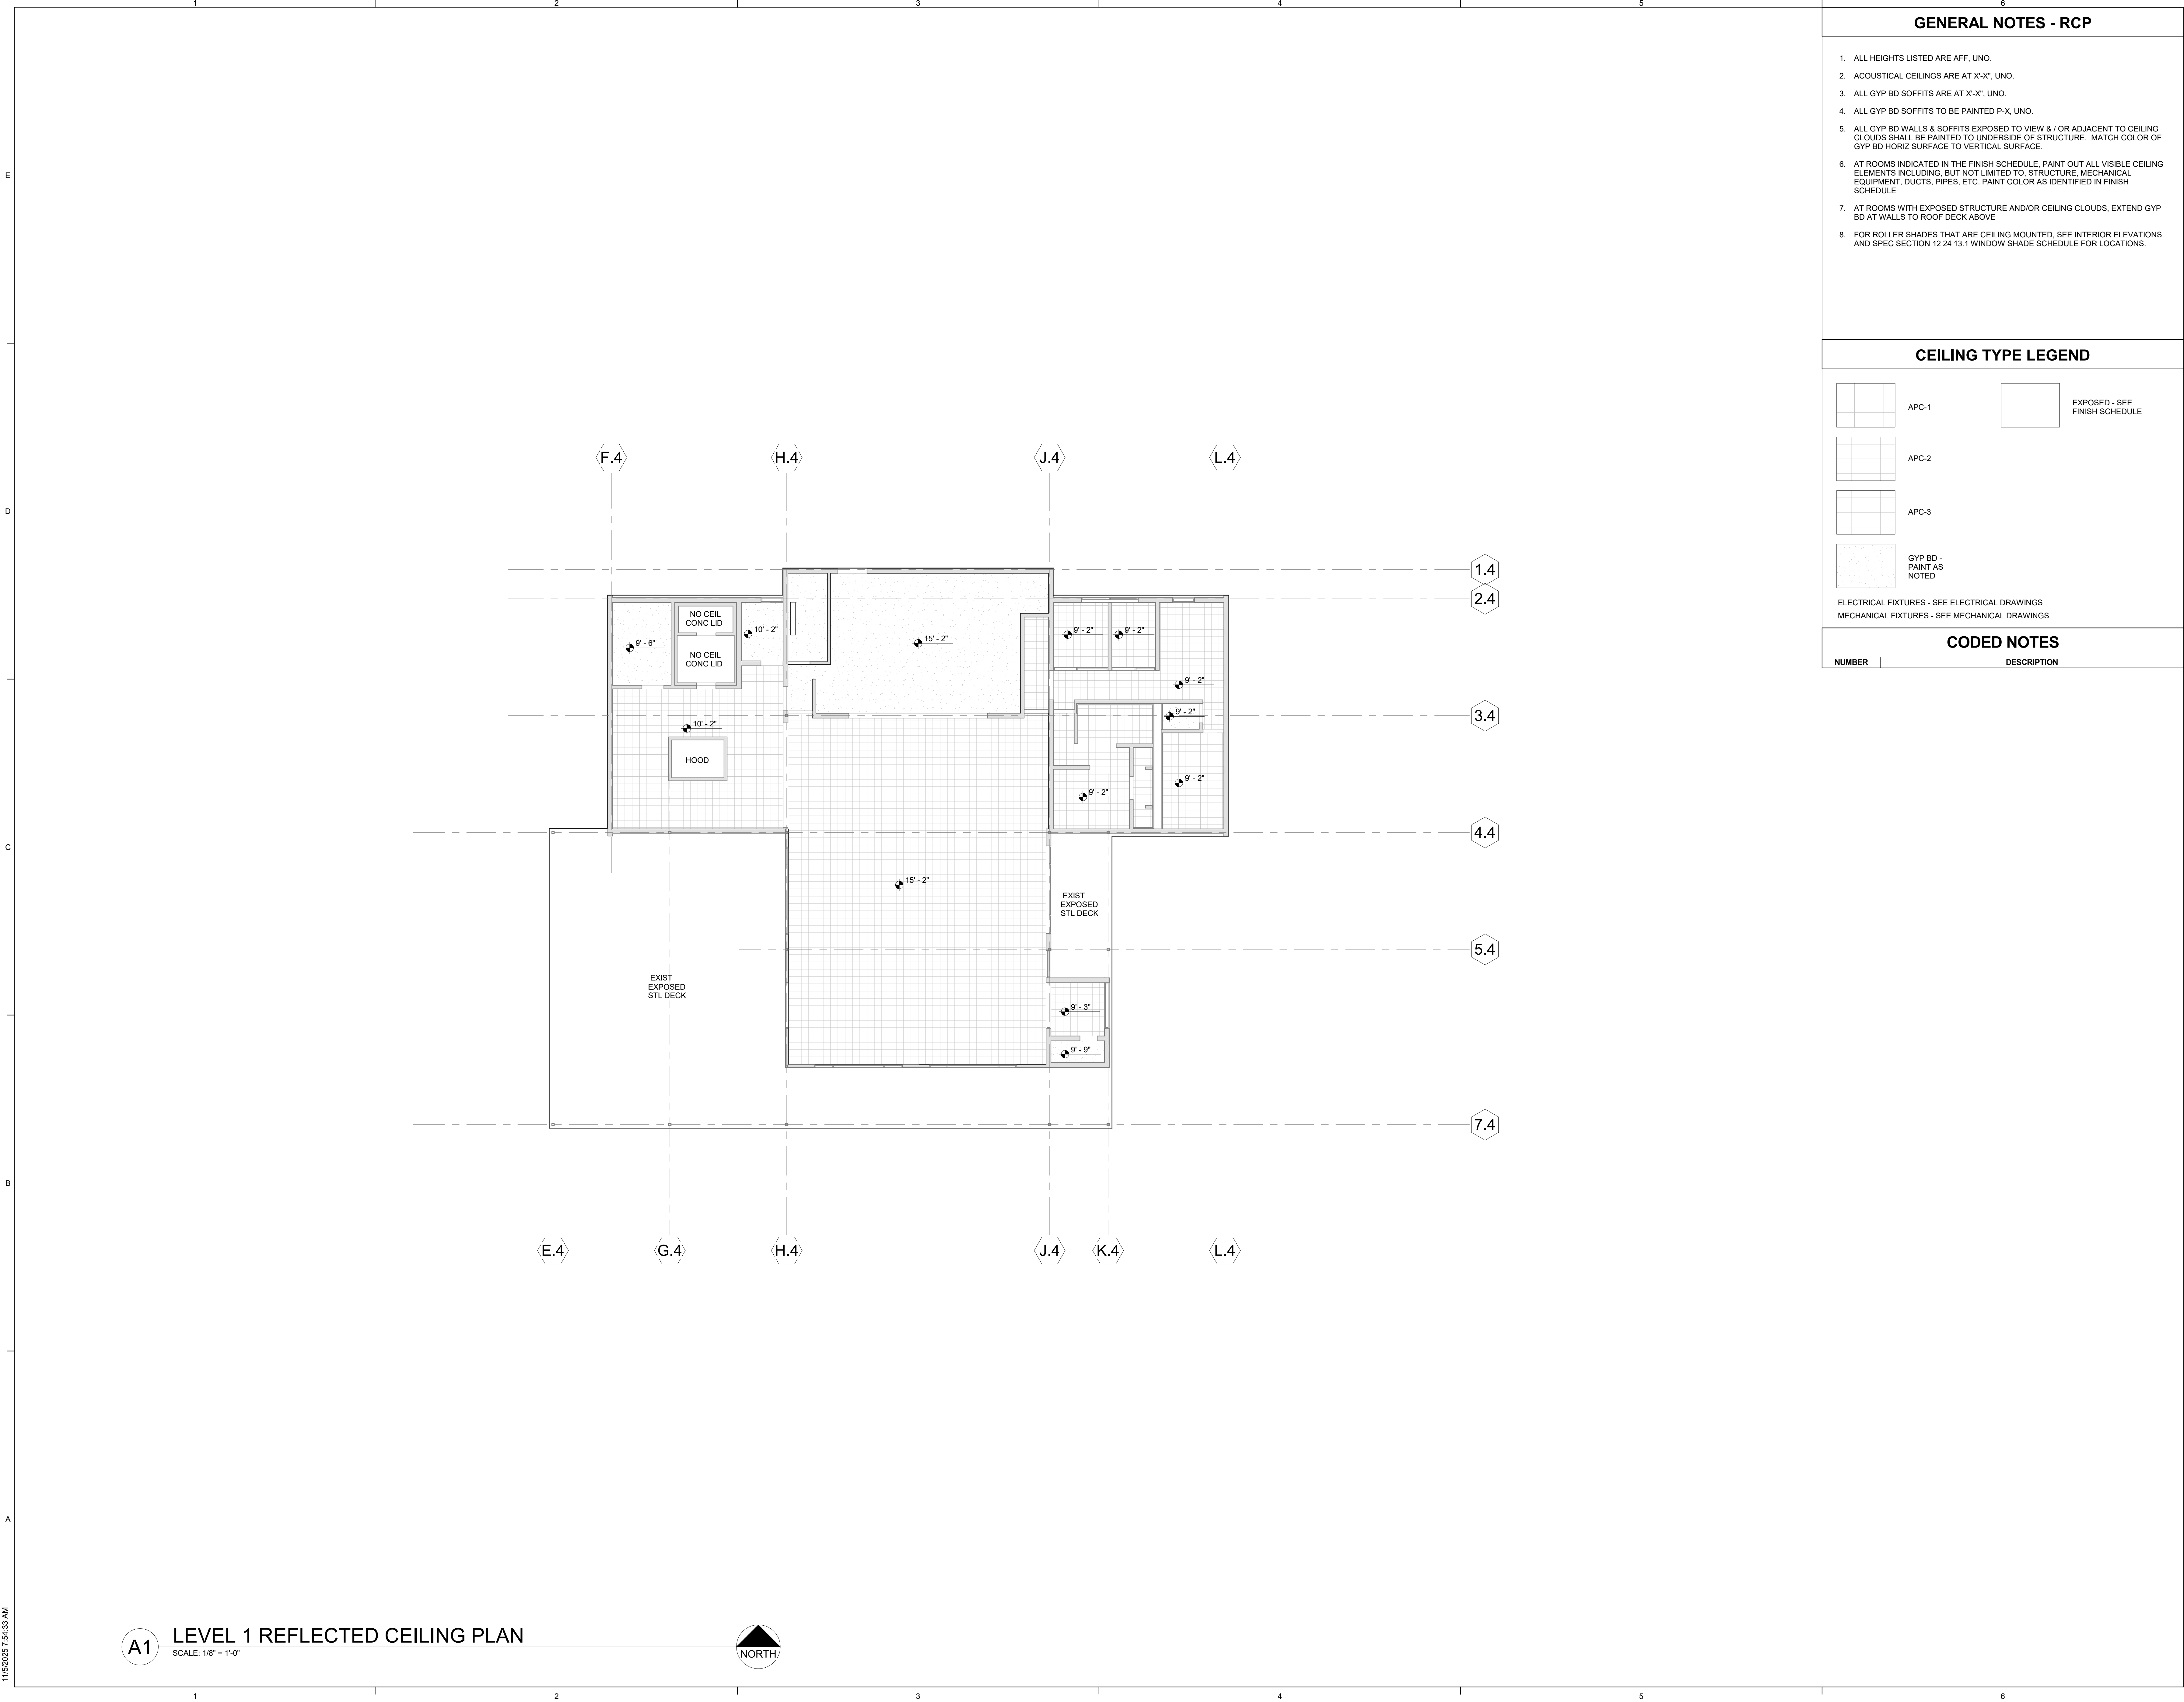 1 2 3 4 5 6
GENERAL NOTES - RCP
1. ALL HEIGHTS LISTED ARE AFF, UNO.
2. ACOUSTICAL CEILINGS ARE AT X'-X", UNO.
3. ALL GYP BD SOFFITS ARE AT X'-X", UNO.
4. ALL GYP BD SOFFITS TO BE PAINTED P-X, UNO.
5. ALL GYP BD WALLS & SOFFITS EXPOSED TO VIEW & / OR ADJACENT TO CEILING
CLOUDS SHALL BE PAINTED TO UNDERSIDE OF STRUCTURE. MATCH COLOR OF
GYP BD HORIZ SURFACE TO VERTICAL SURFACE.
6. AT ROOMS INDICATED IN THE FINISH SCHEDULE, PAINT OUT ALL VISIBLE CEILING
ELEMENTS INCLUDING, BUT NOT LIMITED TO, STRUCTURE, MECHANICAL
EQUIPMENT, DUCTS, PIPES, ETC. PAINT COLOR AS IDENTIFIED IN FINISH
SCHEDULE
7. AT ROOMS WITH EXPOSED STRUCTURE AND/OR CEILING CLOUDS, EXTEND GYP
BD AT WALLS TO ROOF DECK ABOVE
8. FOR ROLLER SHADES THAT ARE CEILING MOUNTED, SEE INTERIOR ELEVATIONS
AND SPEC SECTION 12 24 13.1 WINDOW SHADE SCHEDULE FOR LOCATIONS.
CEILING TYPE LEGEND
APC-1
EXPOSED - SEE
FINISH SCHEDULE
APC-2
APC-3
GYP BD -
PAINT AS
NOTED
ELECTRICAL FIXTURES - SEE ELECTRICAL DRAWINGS
MECHANICAL FIXTURES - SEE MECHANICAL DRAWINGS
CODED NOTES
NUMBER DESCRIPTION
E
D
C
B
A
F.4 H.4 J.4 L.4
1.4
2.4
3.4
4.4
5.4
7.4
NO CEIL
CONC LID
NO CEIL
CONC LID
9' - 6"
10' - 2"
15' - 2"
9' - 2"
9' - 2"
9' - 2"
9' - 2"
10' - 2"
HOOD
9' - 2"
9' - 2"
15' - 2"
EXIST
EXPOSED
STL DECK
EXIST
EXPOSED
STL DECK
9' - 3"
9' - 9"
E.4 G.4 H.4 J.4 K.4 L.4
A1
LEVEL 1 REFLECTED CEILING PLAN
SCALE: 1/8" = 1'-0"
NORTH
11/5/2025 7:54:33 AM
1 2 3 4 5 6